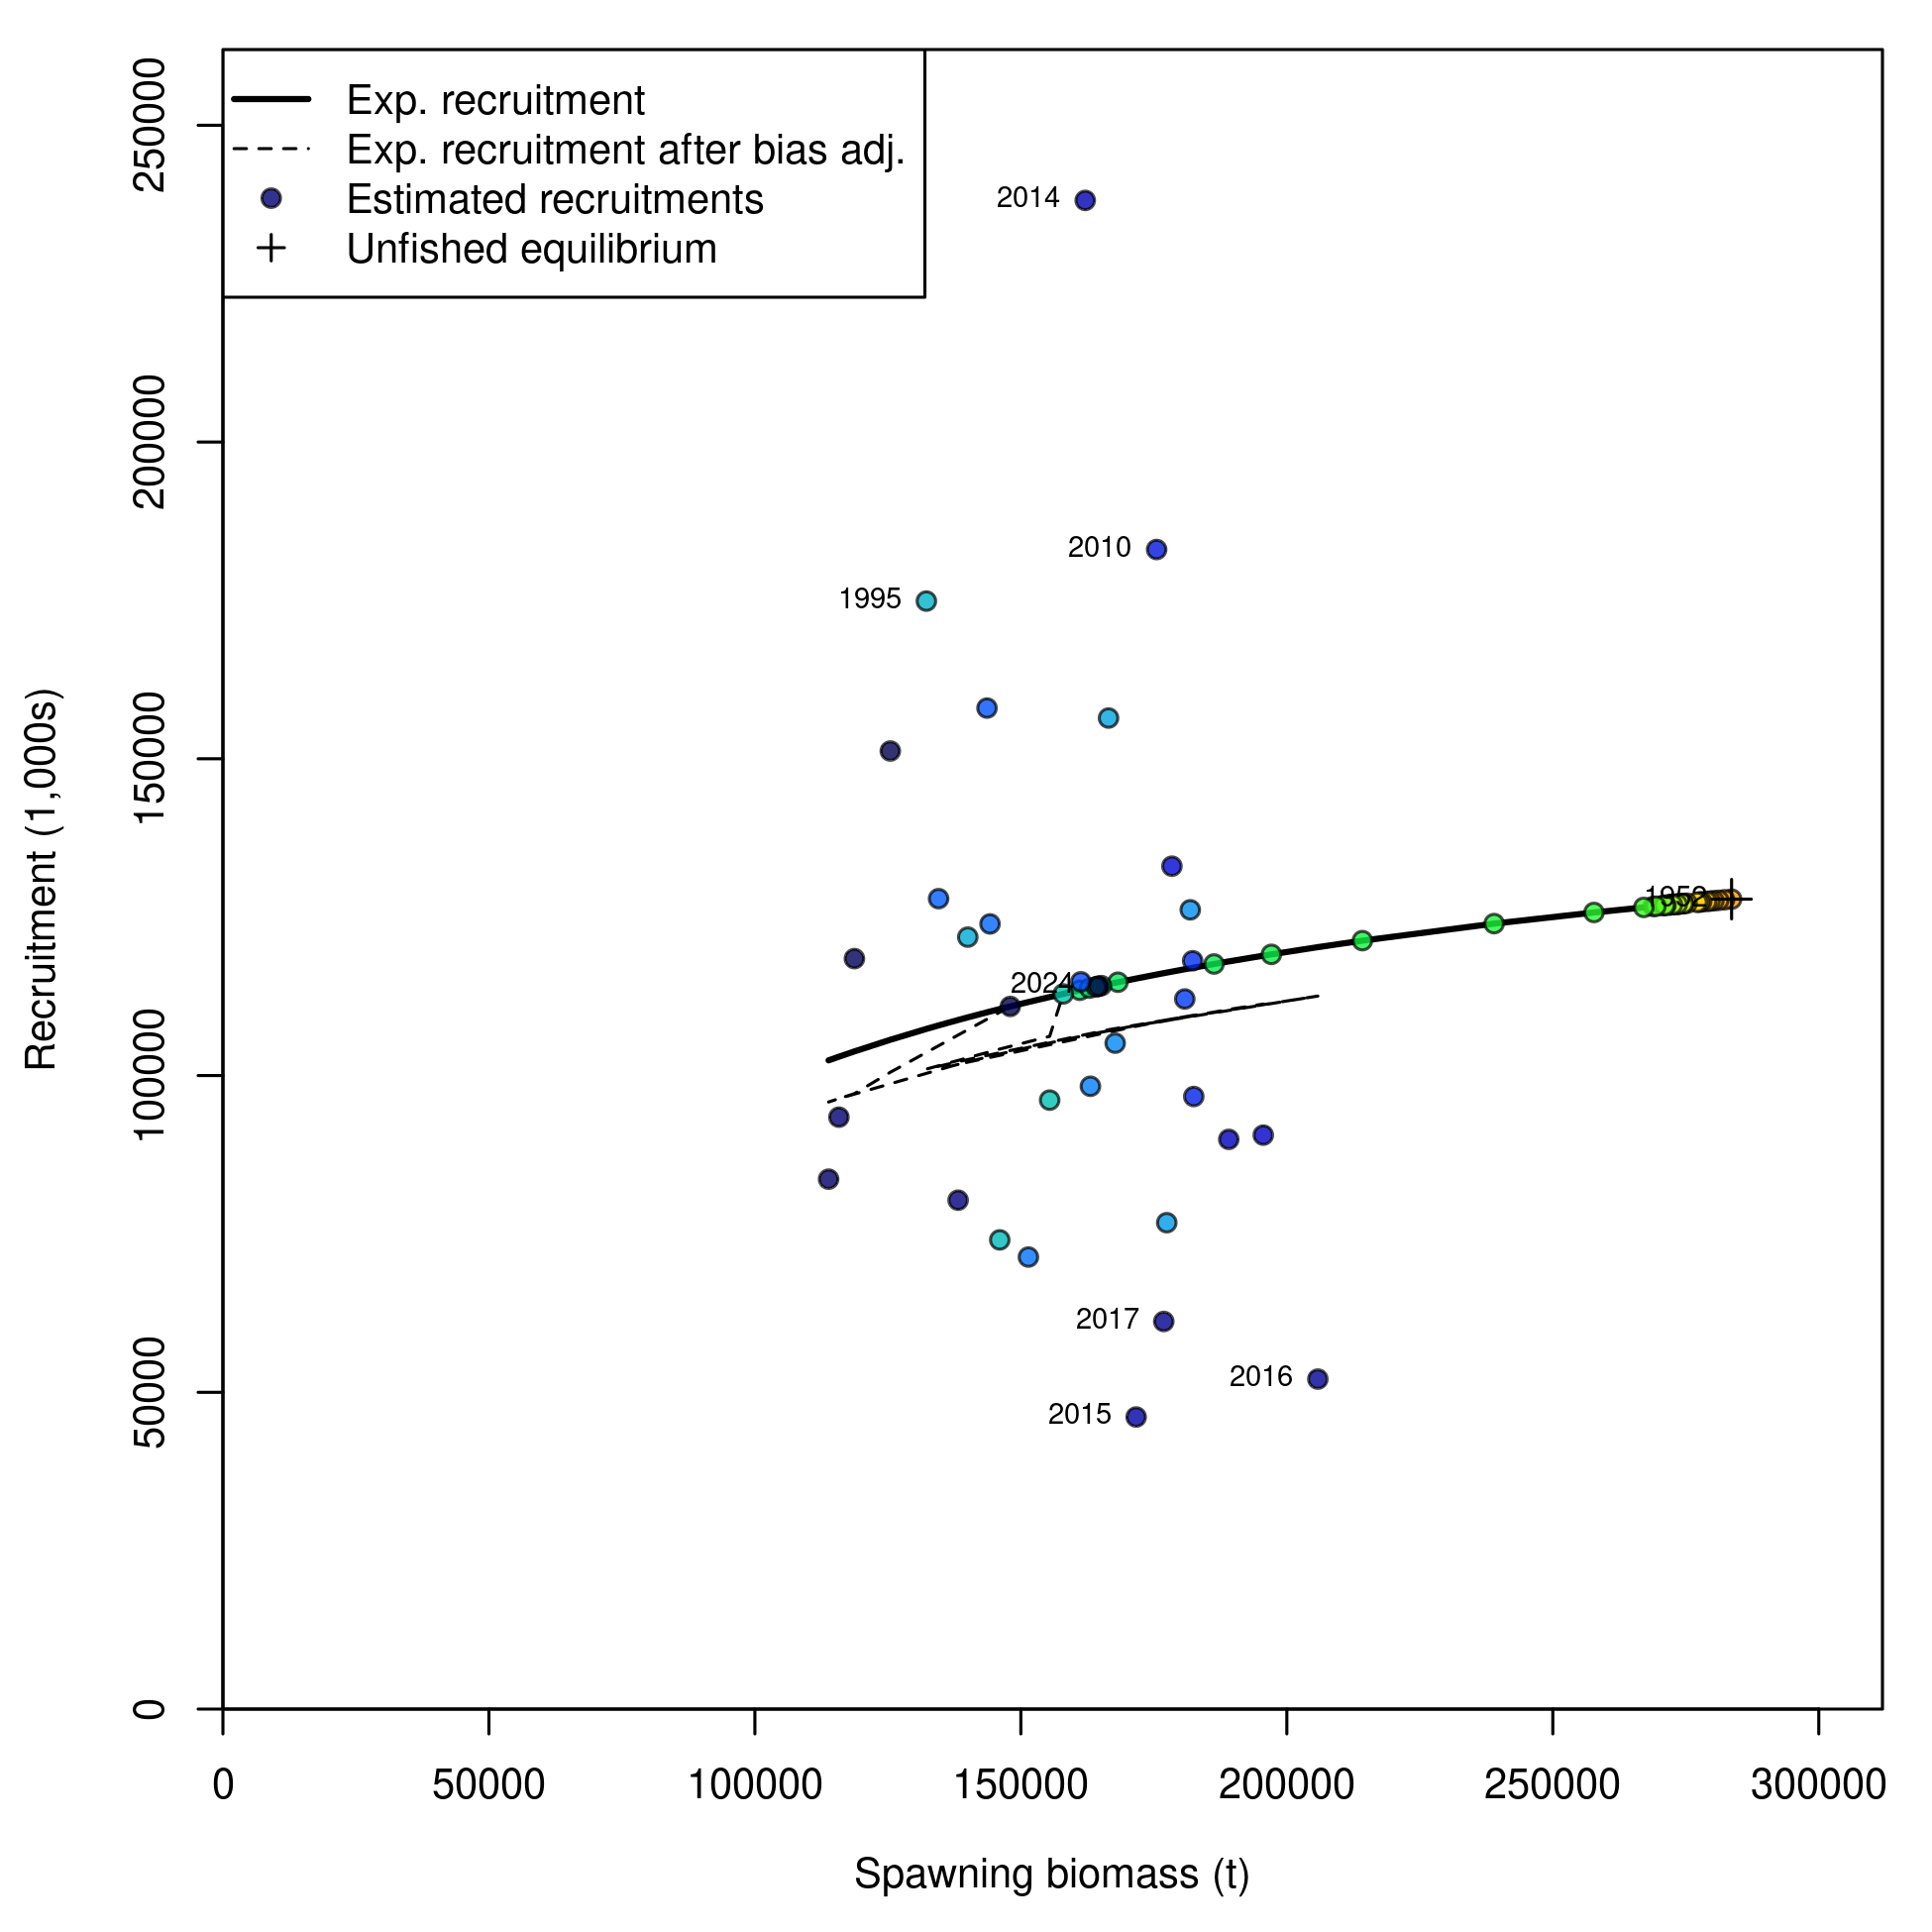 Exp. recruitment
Exp. recruitment after bias adj.
Estimated recruitments
Unfished equilibrium
250000
200000
150000
100000
50000
0
Recruitment (1,000s)
2014
2010
1995
1952
2024
2017
2016
2015
0 50000 100000 150000 200000 250000 300000
Spawning biomass (t)